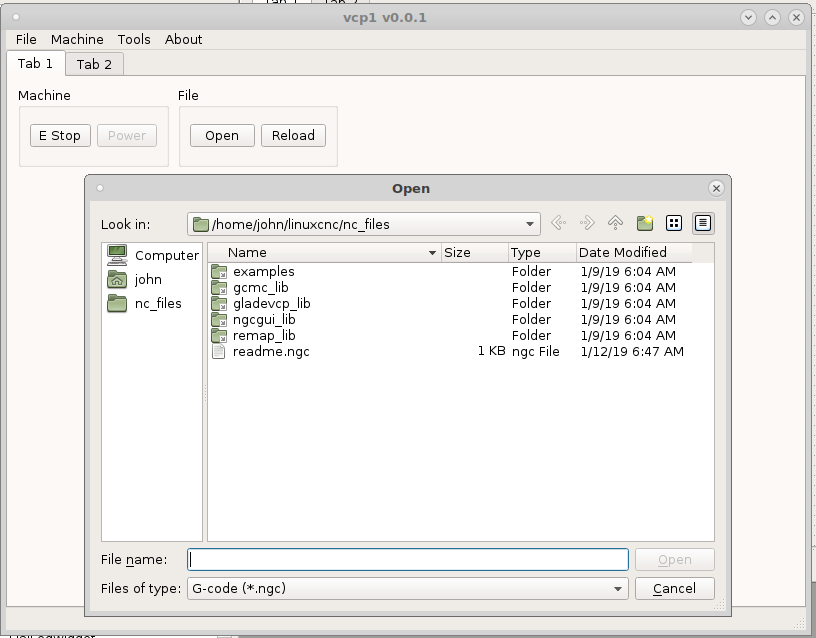 Tab 1 Tab 2
vcp1 v0.0.1
File Machine Tools About
Tab 1 Tab 2
Machine File
E Stop Power Open Reload
Open
Look in: /home/john/linuxcnc/nc_files
Name Size Type Date Modified
Computer
john
nc_files
examples Folder 1/9/19 6:04 AM
gcmc_lib Folder 1/9/19 6:04 AM
gladevcp_lib Folder 1/9/19 6:04 AM
ngcgui_lib Folder 1/9/19 6:04 AM
remap_lib Folder 1/9/19 6:04 AM
readme.ngc 1 KB ngc File 1/12/19 6:47 AM
File name: Open
Files of type: G-code (*.ngc) Cancel